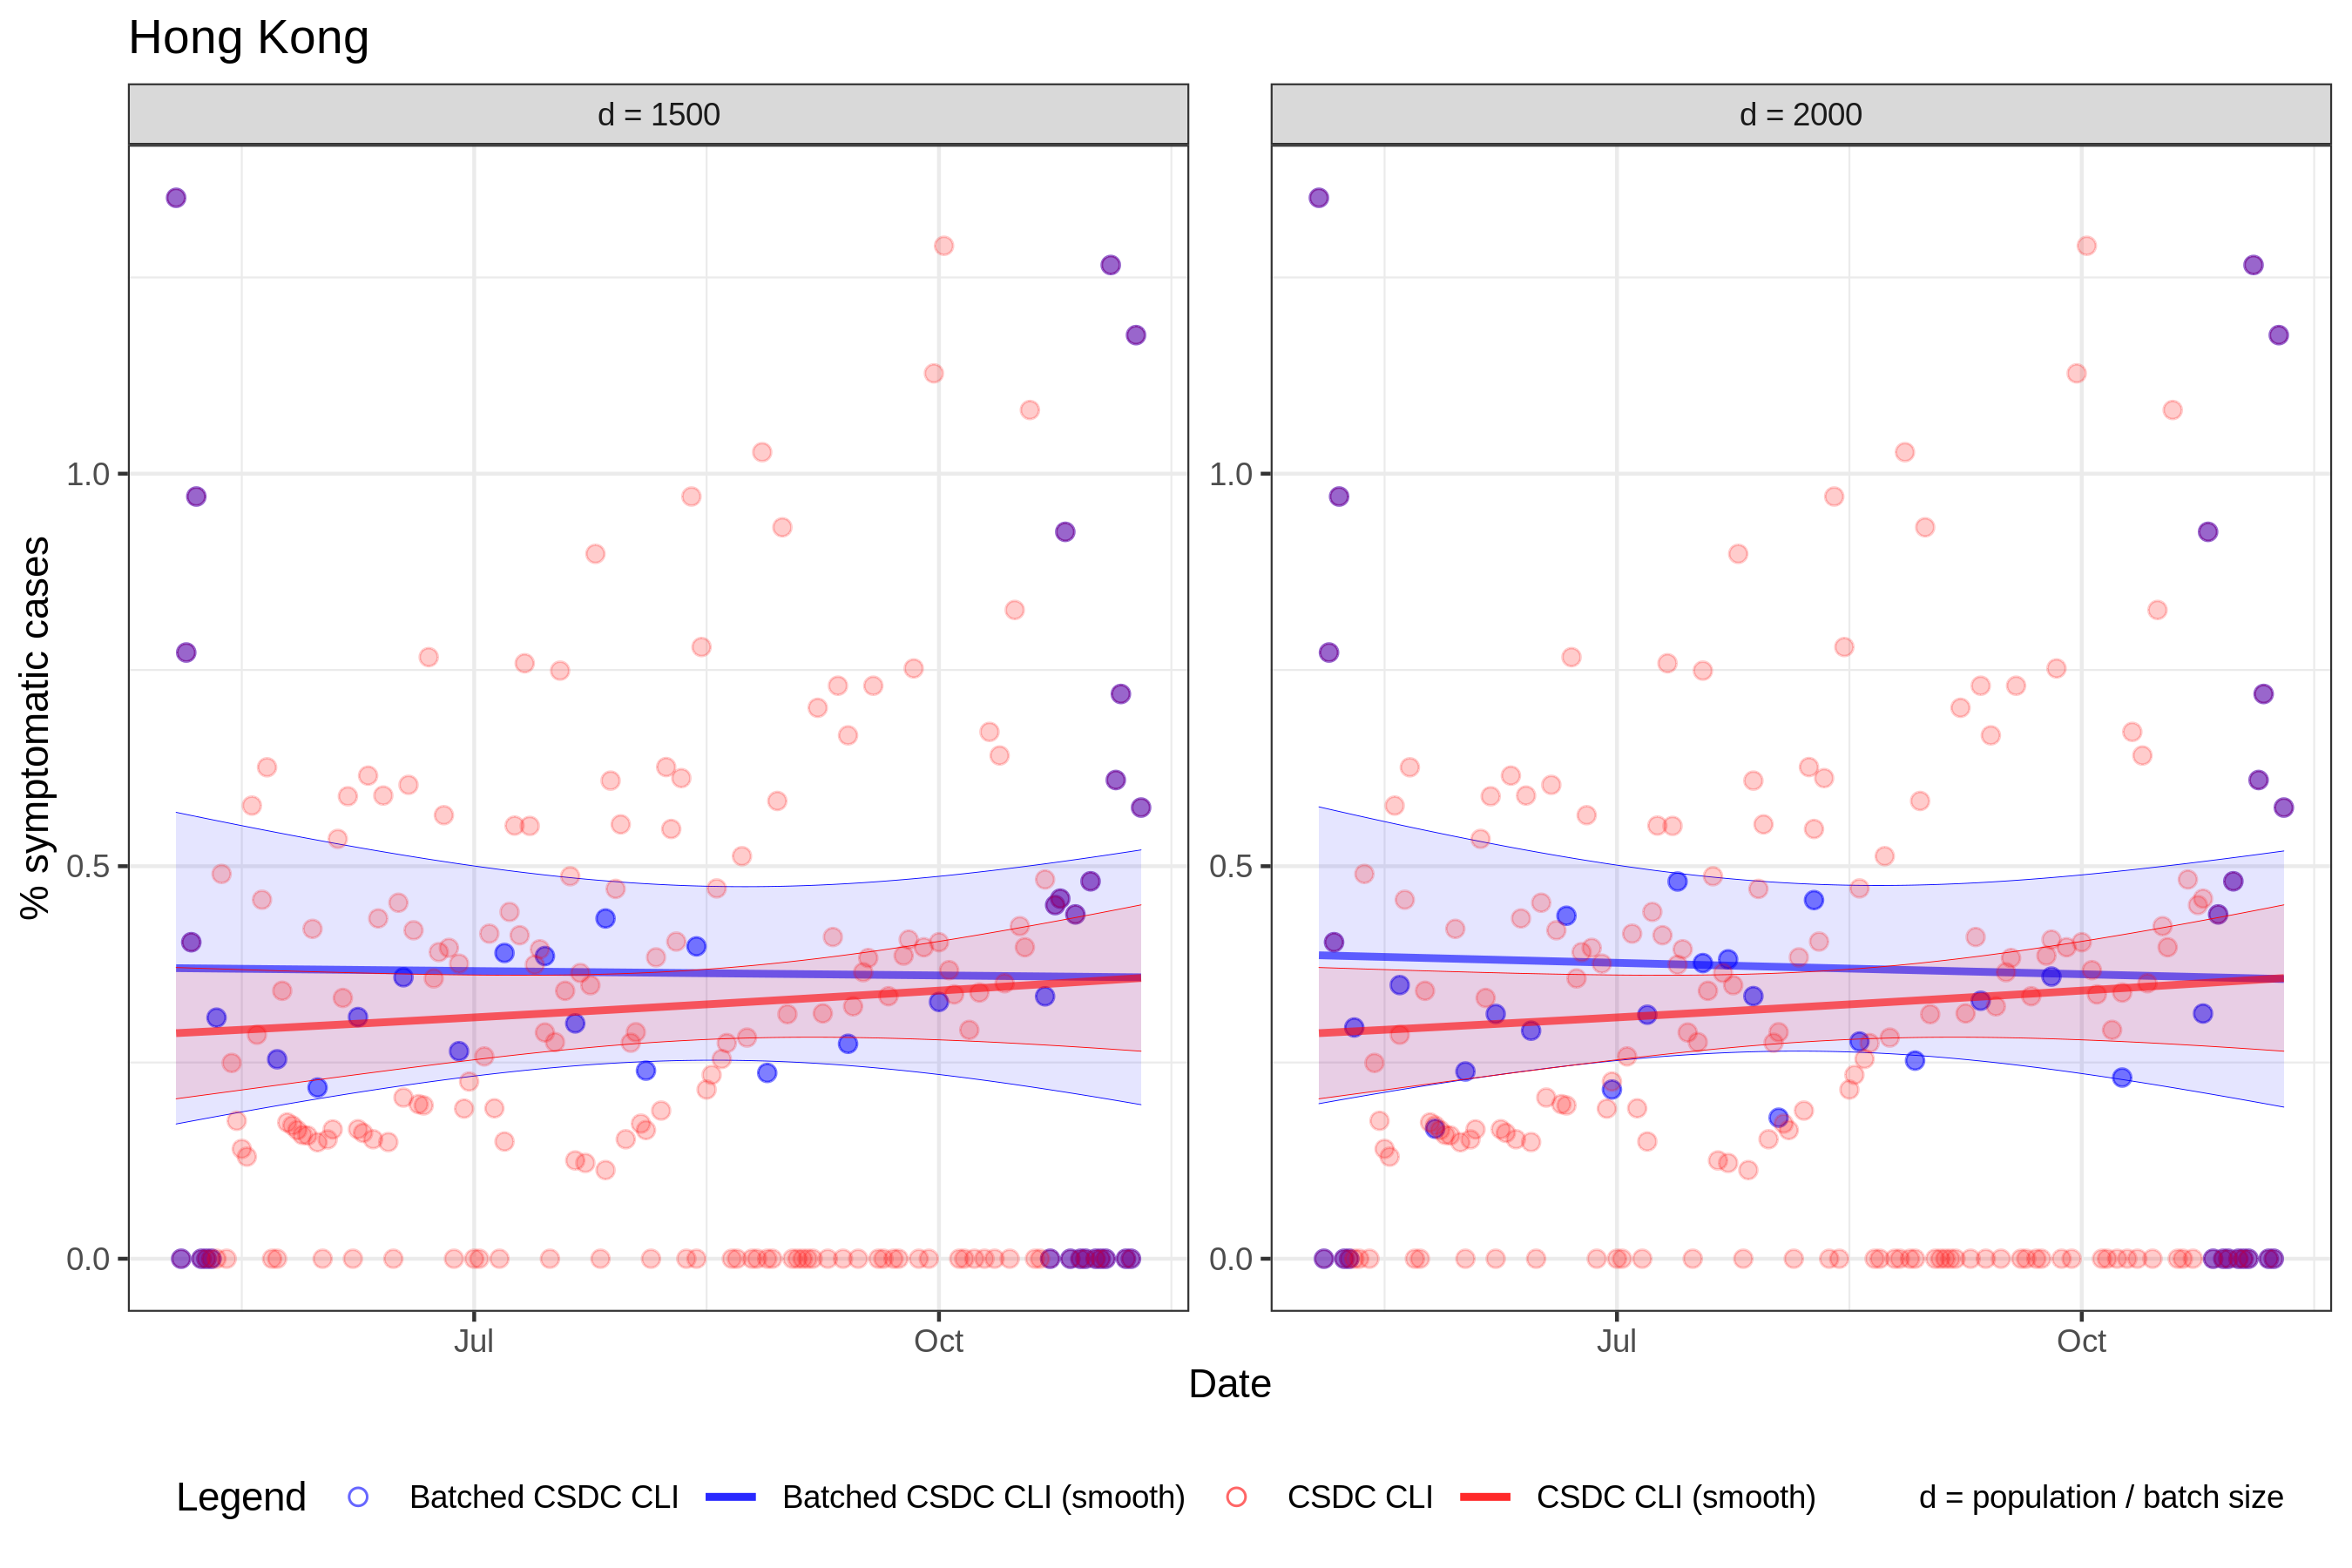 Hong Kong
d = 1500
d = 2000
% symptomatic cases
1.0
0.5
0.0
1.0
0.5
0.0
Jul
Oct
Jul
Oct
Date
Legend
Batched CSDC CLI
Batched CSDC CLI (smooth)
CSDC CLI
CSDC CLI (smooth)
d = population / batch size